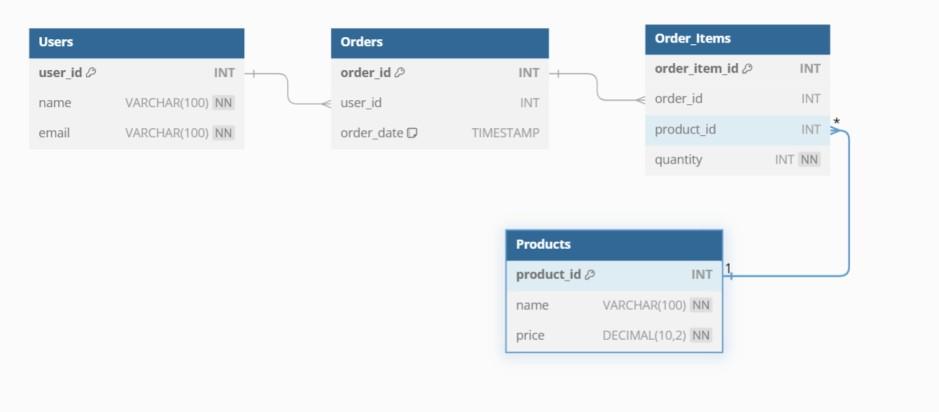 Users
user_id INT
name VARCHAR(100) NN
email VARCHAR(100) NN
Orders
order_id INT
user_id INT
order_date TIMESTAMP
Order_Items
order_item_id INT
order_id INT
product_id INT *
quantity INT NN
Products
product_id INT 1
name VARCHAR(100) NN
price DECIMAL(10,2) NN